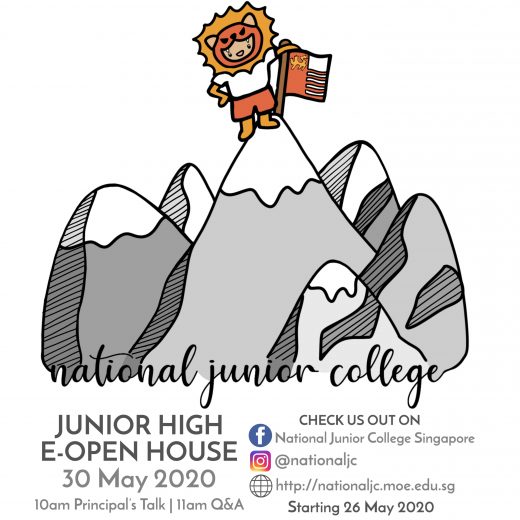 national junior college
JUNIOR HIGH
E-OPEN HOUSE
30 May 2020
10am Principal's Talk | 11am Q&A
CHECK US OUT ON
National Junior College Singapore
@nationaljc
http://nationaljc.moe.edu.sg
Starting 26 May 2020